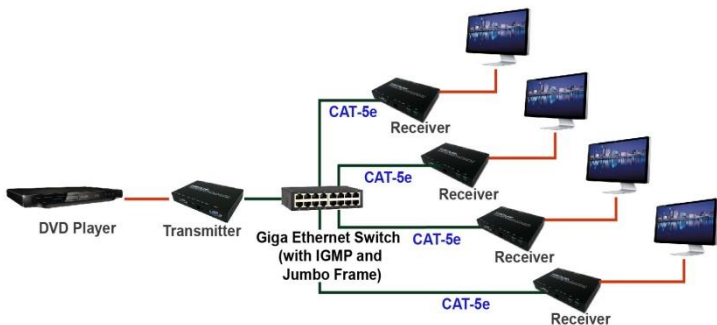 CAT-5e
Receiver
CAT-5e
Receiver
DVD Player
Transmitter
Giga Ethernet Switch
(with IGMP and
Jumbo Frame)
CAT-5e
Receiver
CAT-5e
Receiver